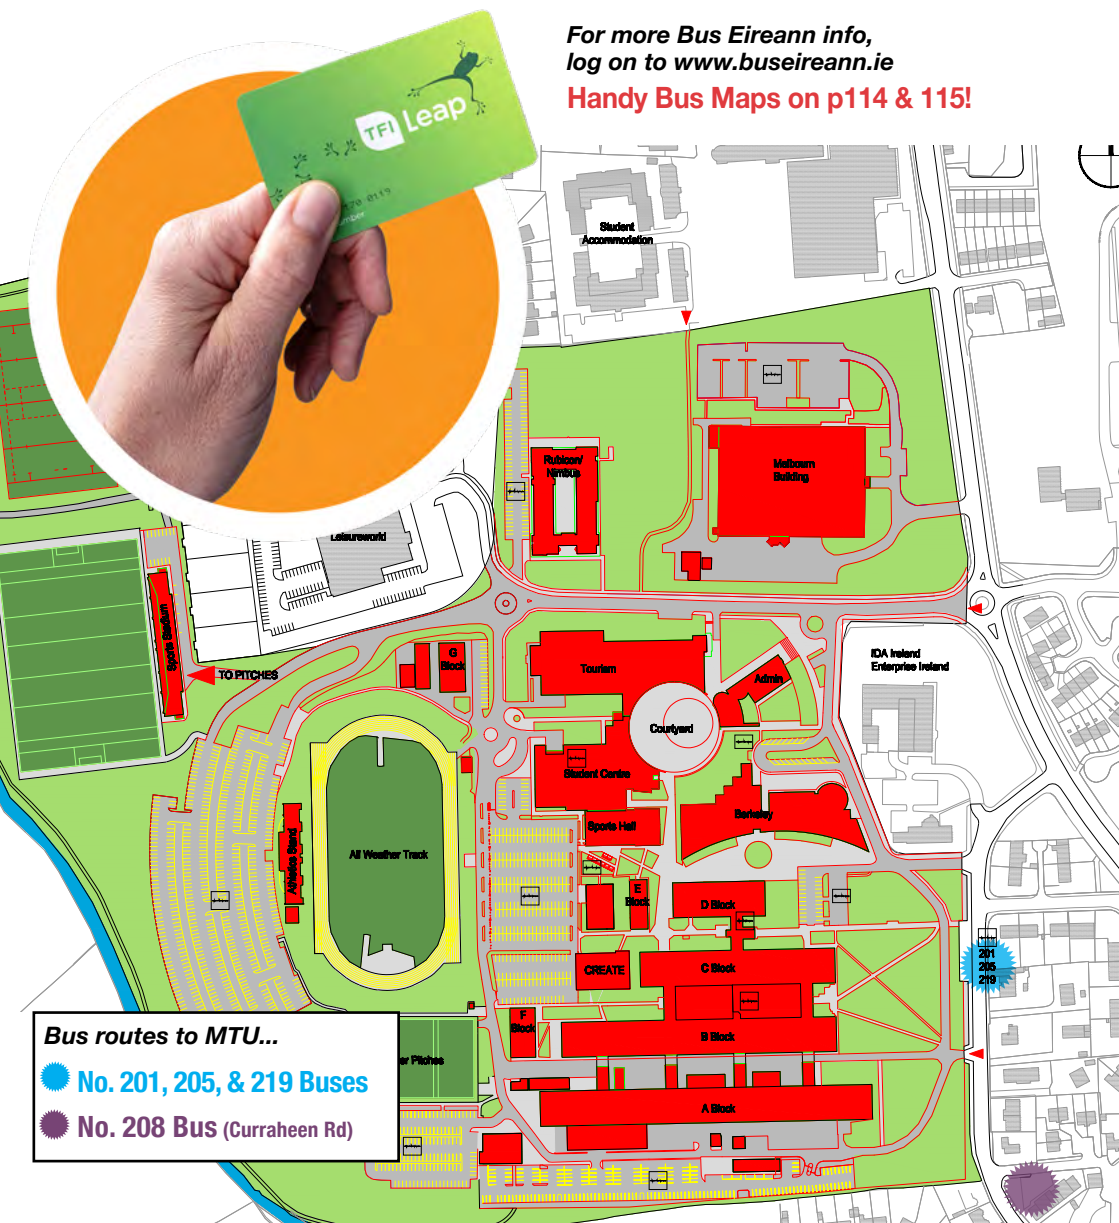 For more Bus Eireann info,
log on to www.buseireann.ie
Handy Bus Maps on p114 & 115!
TFI Leap
0119
Student
Accommodation
Rubicon/
Nimbus
Melbourn
Building
Leisureworld
Sports Stadium
TO PITCHES
G
Block
Tourism
Admin
IDA Ireland
Enterprise Ireland
Courtyard
Student Centre
Sports Hall
Berkeley
Athletics Stand
All Weather Track
E
Block
D Block
CREATE
C Block
201
205
219
F
Block
B Block
Pitches
A Block
Bus routes to MTU...
No. 201, 205, & 219 Buses
No. 208 Bus (Curraheen Rd)